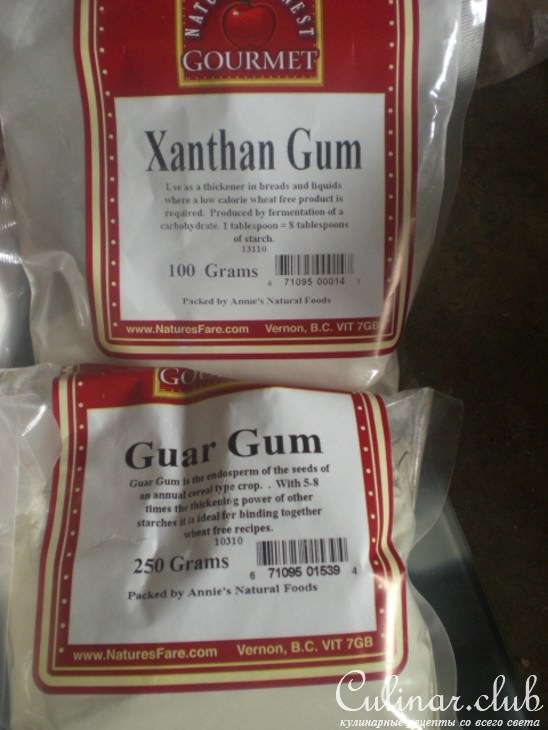 GOURMET
Xanthan Gum
Use as a thickener in breads and liquids
where a low calorie wheat free product is
required. Produced by fermentation of a
carbohydrate. 1 tablespoon = 8 tablespoons
of starch.
13110
100 Grams
6 71095 00014 7
Packed by Annie's Natural Foods
www.NaturesFare.com Vernon, B.C. VIT 7GB
GOURMET
Guar Gum
Guar Gum is the endosperm of the seeds of
an annual cereal type crop. . With 5-8
times the thickening power of other
starches it is ideal for binding together
wheat free recipes.
10310
250 Grams
6 71095 01539 4
Packed by Annie's Natural Foods
www.NaturesFare.com Vernon, B.C. VIT 7GB
Culinar.club
кулинарные рецепты со всего света